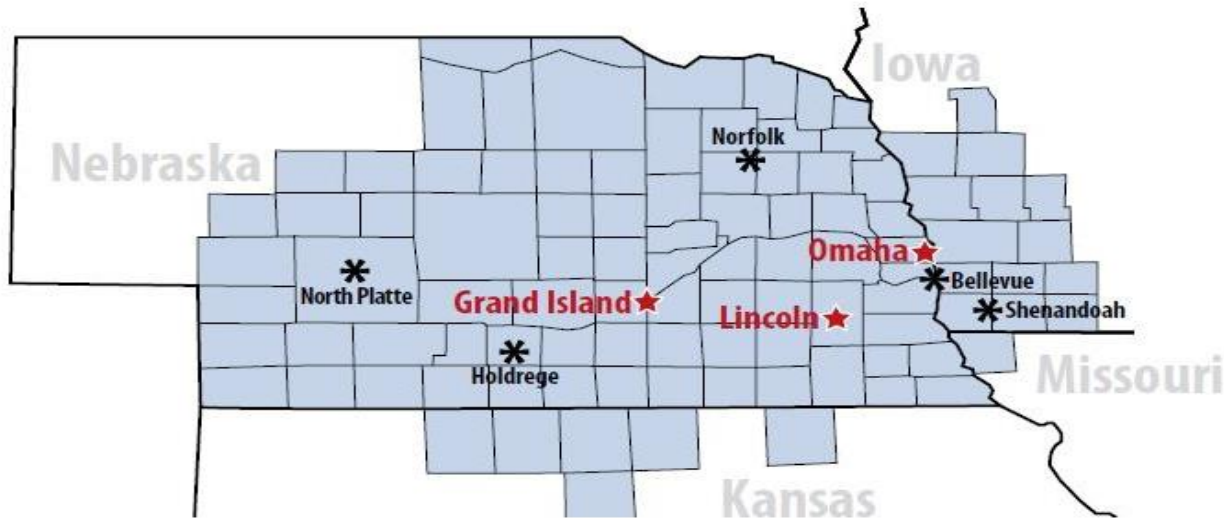 Iowa
Norfolk
Nebraska
Omaha
North Platte
Bellevue
Grand Island
Lincoln
Shenandoah
Holdrege
Missouri
Kansas